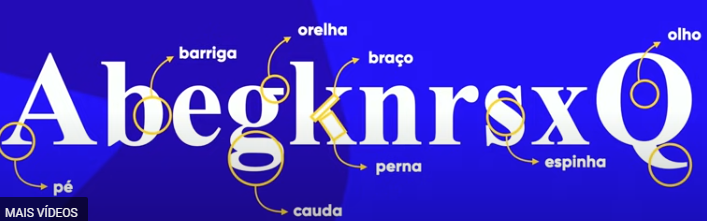 orelha
olho
barriga
braço
AbegknrsxQ
perna
espinha
pé
cauda
MAIS VÍDEOS